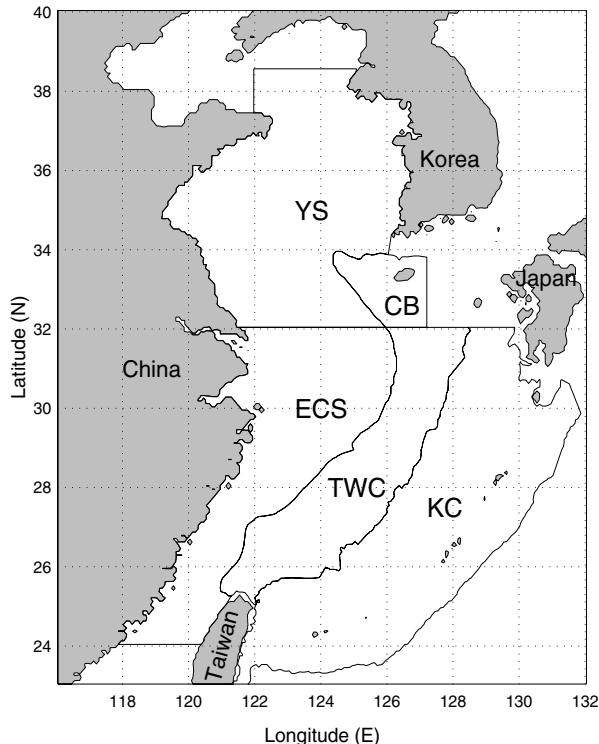 40
38
36
34
32
30
28
26
24
Latitude (N)
Korea
YS
Japan
CB
China
ECS
TWC
KC
Taiwan
118 120 122 124 126 128 130 132
Longitude (E)